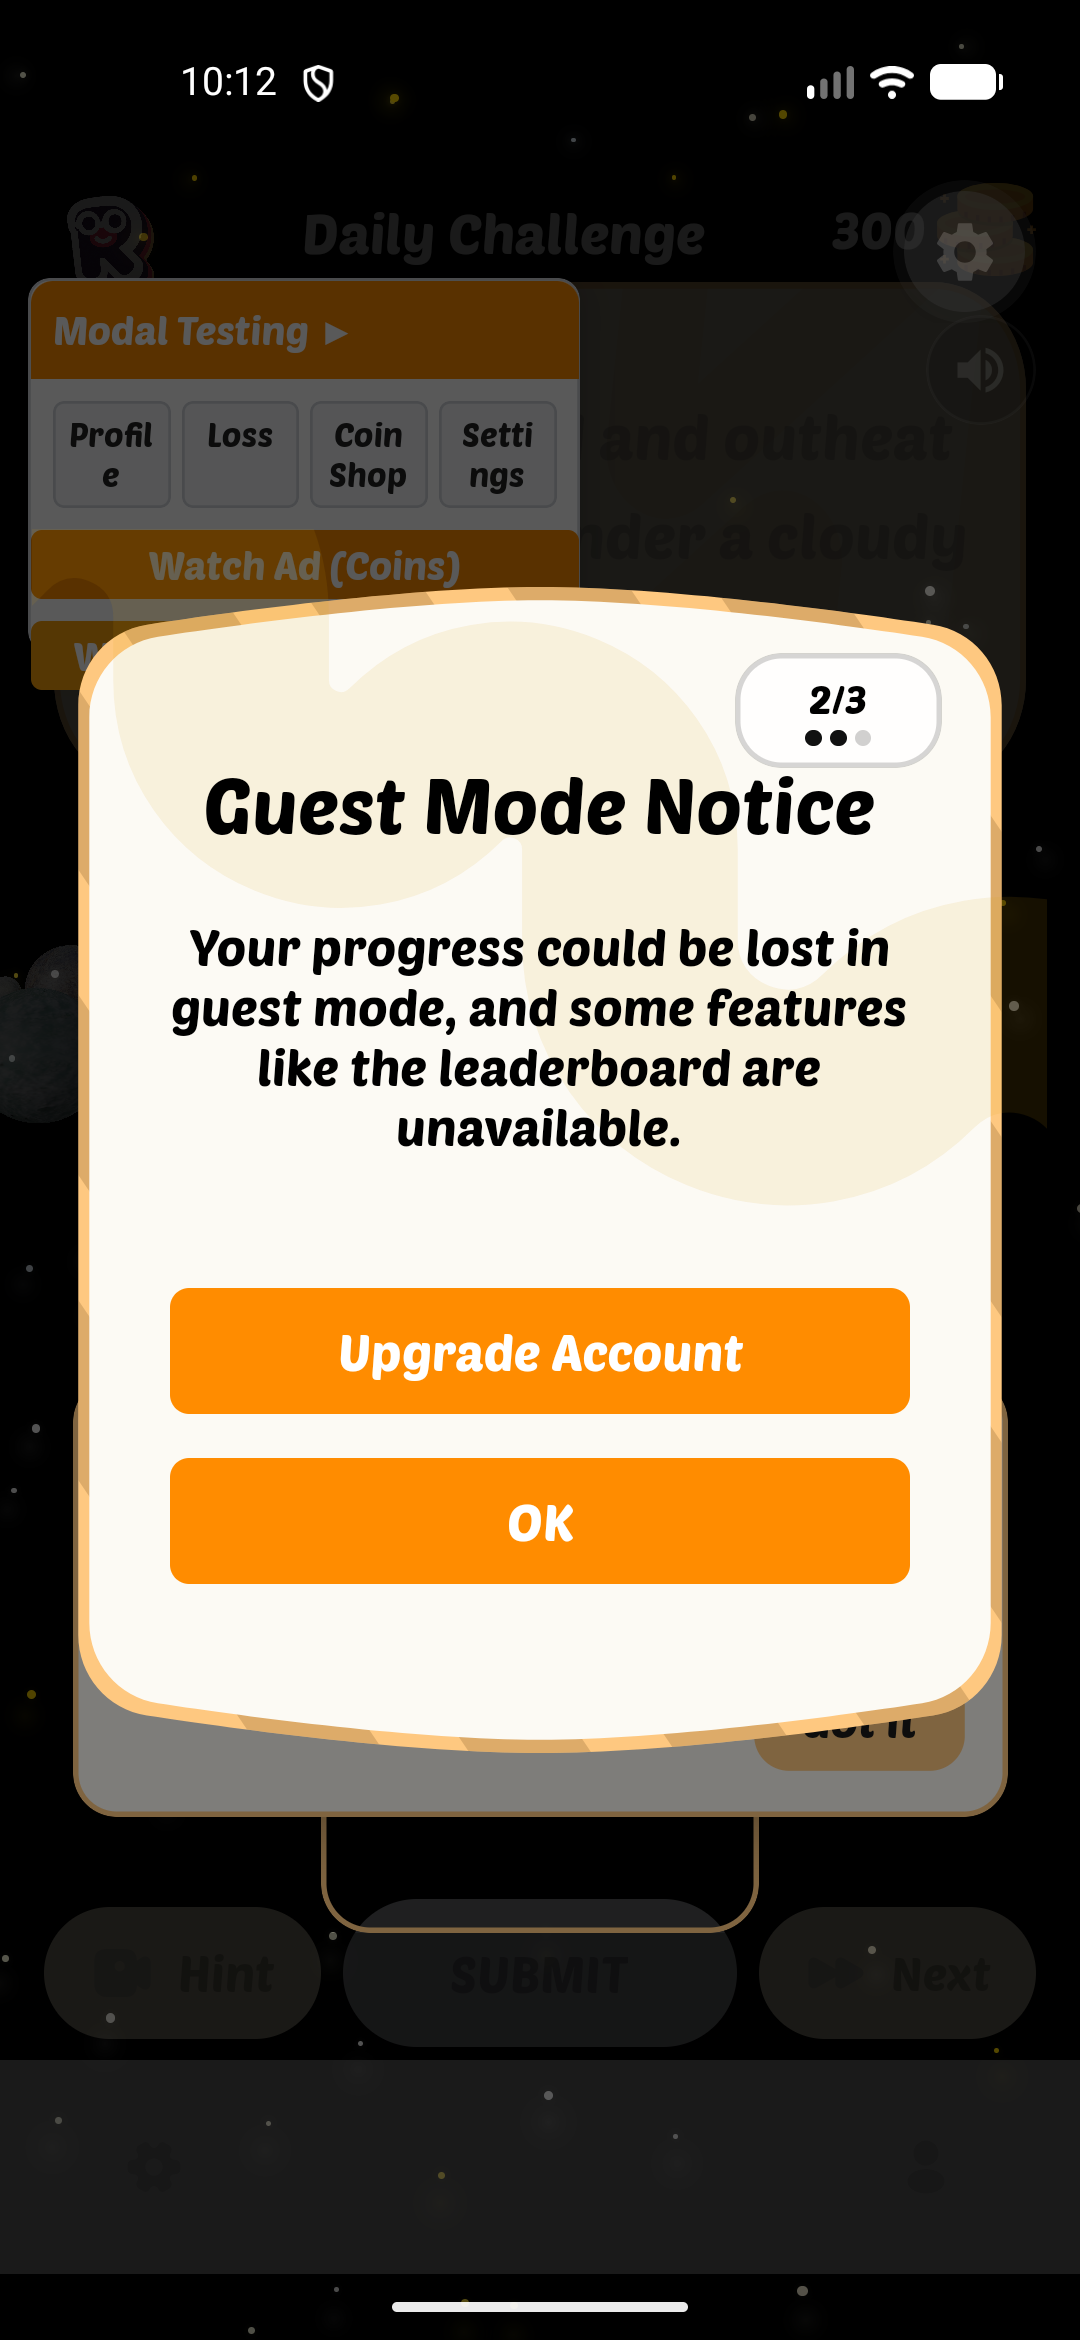 10:12
Daily Challenge
300
Modal Testing ►
Profil
e
Loss
Coin
Shop
Setti
ngs
and outheat
Watch Ad (Coins)
nder a cloudy
2/3
Guest Mode Notice
Your progress could be lost in
guest mode, and some features
like the leaderboard are
unavailable.
Upgrade Account
OK
Got it
Hint
SUBMIT
Next